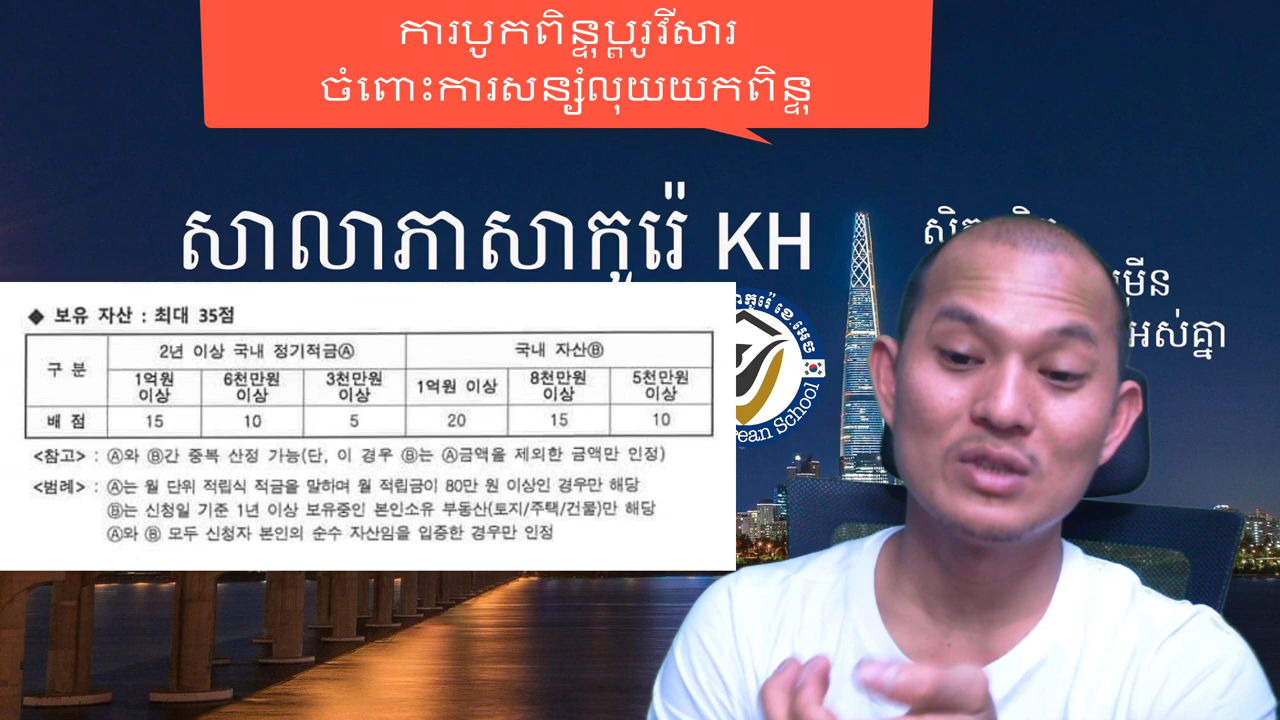 ការបូកពិន្ទុប្តូរវីសារ
ចំពោះការសន្សំលុយយកពិន្ទុ
សាលាភាសាកូរ៉េ KH
◆ 보유 자산 : 최대 35점
구 분
2년 이상 국내 정기적금Ⓐ
국내 자산Ⓑ
1억원 이상
6천만원 이상
3천만원 이상
1억원 이상
8천만원 이상
5천만원 이상
배 점
15
10
5
20
15
10
<참고> : Ⓐ와 Ⓑ간 중복 산정 가능(단, 이 경우 Ⓑ는 Ⓐ금액을 제외한 금액만 인정)
<범례> : Ⓐ는 월 단위 적립식 적금을 말하며 월 적립금이 80만 원 이상인 경우만 해당
Ⓑ는 신청일 기준 1년 이상 보유중인 본인소유 부동산(토지/주택/건물)만 해당
Ⓐ와 Ⓑ 모두 신청자 본인의 순수 자산임을 입증한 경우만 인정
អស់គ្នា
School